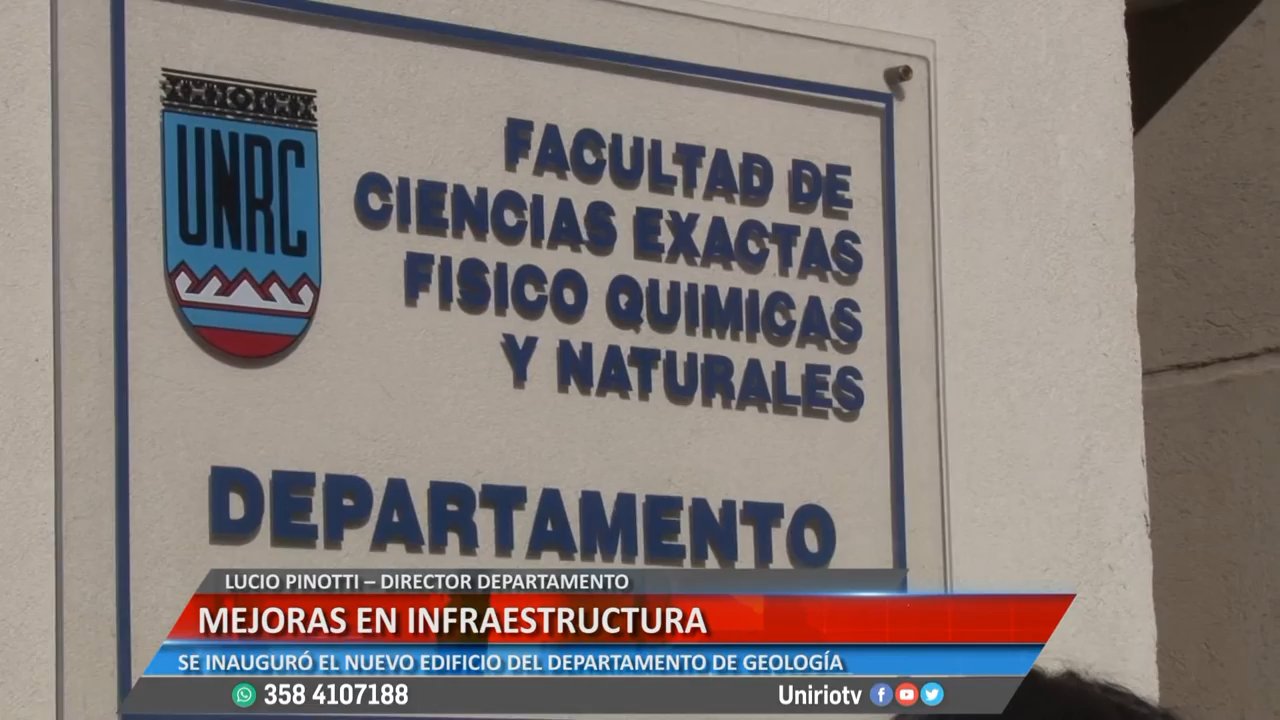 UNRC
FACULTAD DE
CIENCIAS EXACTAS
FISICO QUIMICAS
Y NATURALES
DEPARTAMENTO
LUCIO PINOTTI – DIRECTOR DEPARTAMENTO
MEJORAS EN INFRAESTRUCTURA
SE INAUGURÓ EL NUEVO EDIFICIO DEL DEPARTAMENTO DE GEOLOGÍA
358 4107188
Uniriotv